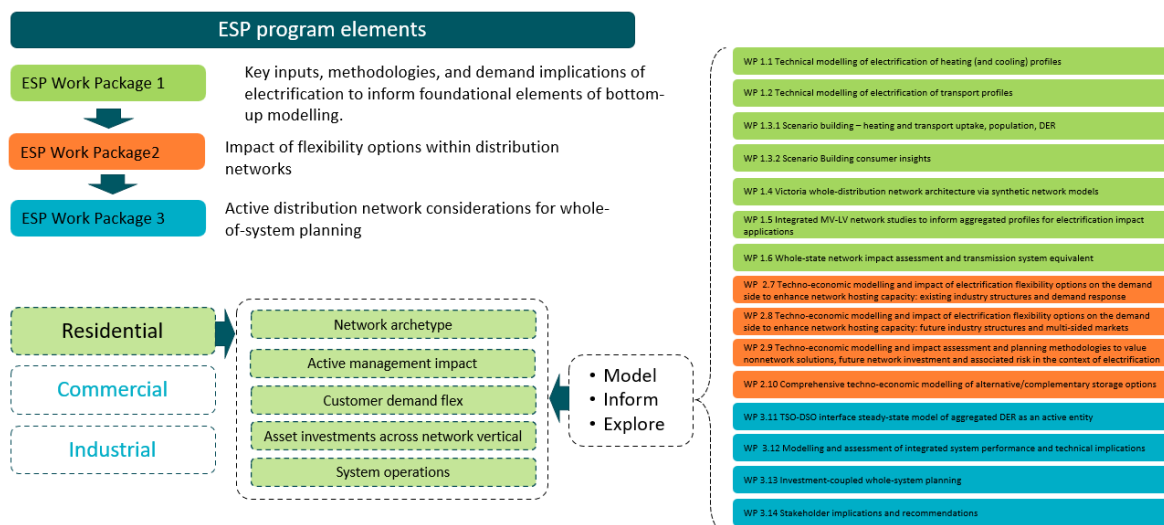 ESP program elements
ESP Work Package 1
Key inputs, methodologies, and demand implications of
electrification to inform foundational elements of bottom-
up modelling.
ESP Work Package2
Impact of flexibility options within distribution
networks
ESP Work Package 3
Active distribution network considerations for whole-
of-system planning
Residential
Commercial
Industrial
Network archetype
Active management impact
Customer demand flex
Asset investments across network vertical
System operations
• Model
• Inform
• Explore
WP 1.1 Technical modelling of electrification of heating (and cooling) profiles
WP 1.2 Technical modelling of electrification of transport profiles
WP 1.3.1 Scenario building – heating and transport uptake, population, DER
WP 1.3.2 Scenario Building consumer insights
WP 1.4 Victoria whole-distribution network architecture via synthetic network models
WP 1.5 Integrated MV-LV network studies to inform aggregated profiles for electrification impact
applications
WP 1.6 Whole-state network impact assessment and transmission system equivalent
WP 2.7 Techno-economic modelling and impact of electrification flexibility options on the demand
side to enhance network hosting capacity: existing industry structures and demand response
WP 2.8 Techno-economic modelling and impact of electrification flexibility options on the demand
side to enhance network hosting capacity: future industry structures and multi-sided markets
WP 2.9 Techno-economic modelling and impact assessment and planning methodologies to value
nonnetwork solutions, future network investment and associated risk in the context of electrification
WP 2.10 Comprehensive techno-economic modelling of alternative/complementary storage options
WP 3.11 TSO-DSO interface steady-state model of aggregated DER as an active entity
WP 3.12 Modelling and assessment of integrated system performance and technical implications
WP 3.13 Investment-coupled whole-system planning
WP 3.14 Stakeholder implications and recommendations